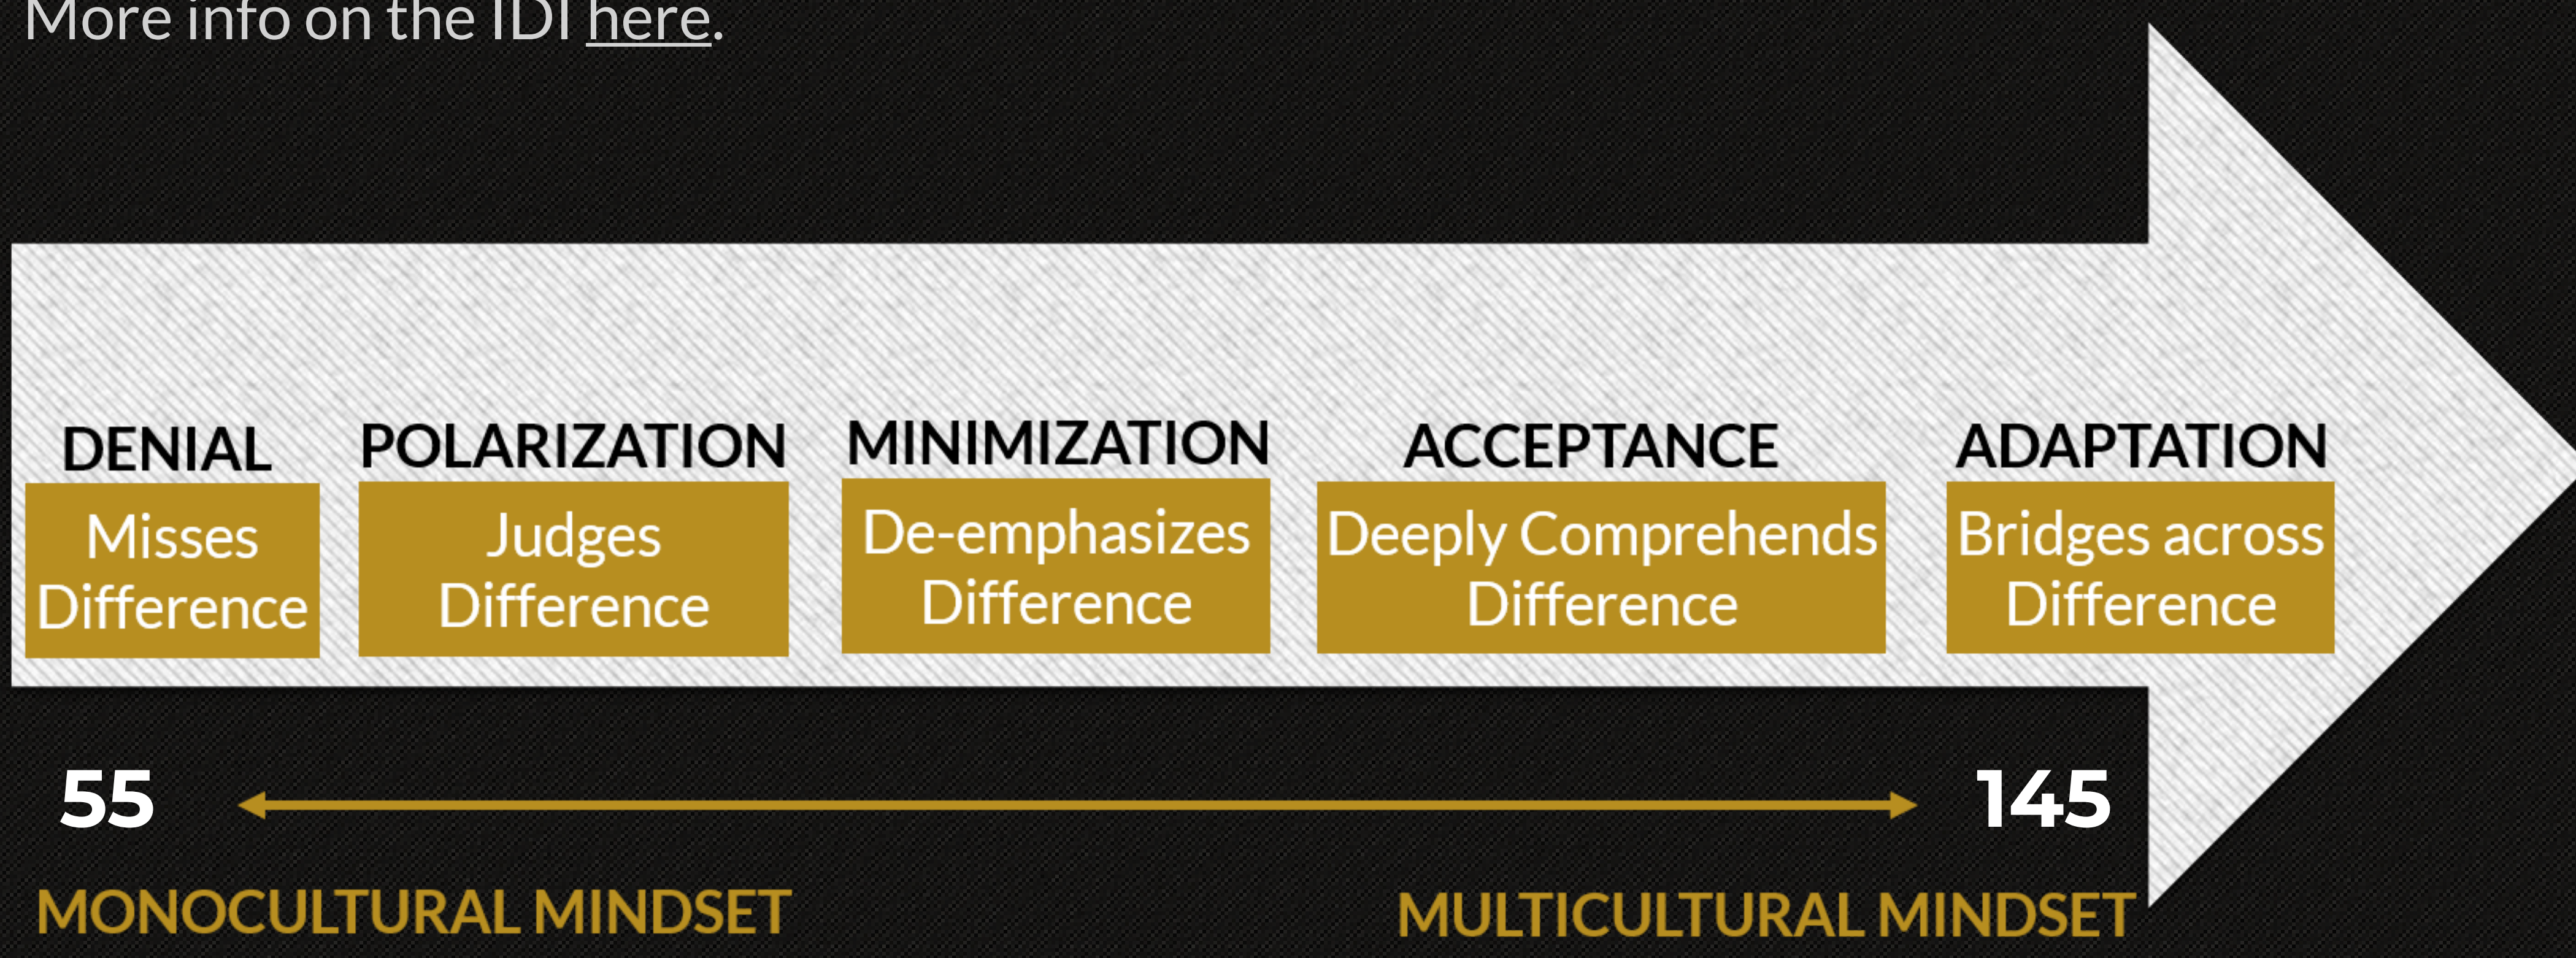 More info on the IDI here.
DENIAL
Misses
Difference
POLARIZATION
Judges
Difference
MINIMIZATION
De-emphasizes
Difference
ACCEPTANCE
Deeply Comprehends
Difference
ADAPTATION
Bridges across
Difference
55
145
MONOCULTURAL MINDSET
MULTICULTURAL MINDSET